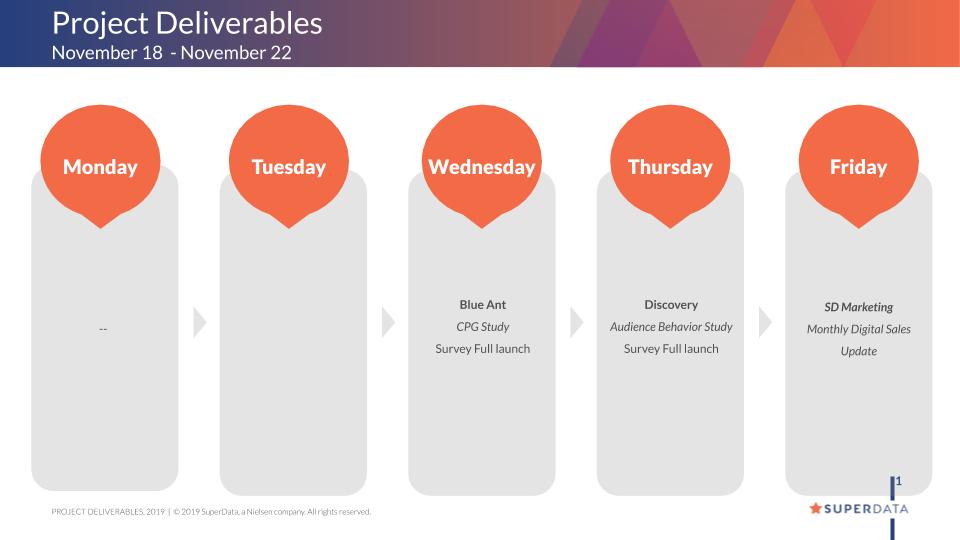 Project Deliverables
November 18  - November 22
Monday
Tuesday
Wednesday
Thursday
Friday
--
Blue Ant
CPG Study
Survey Full launch
Discovery
Audience Behavior Study
Survey Full launch
SD Marketing
Monthly Digital Sales
Update
1
PROJECT DELIVERABLES, 2019 | © 2019 SuperData, a Nielsen company. All rights reserved.
SUPERDATA